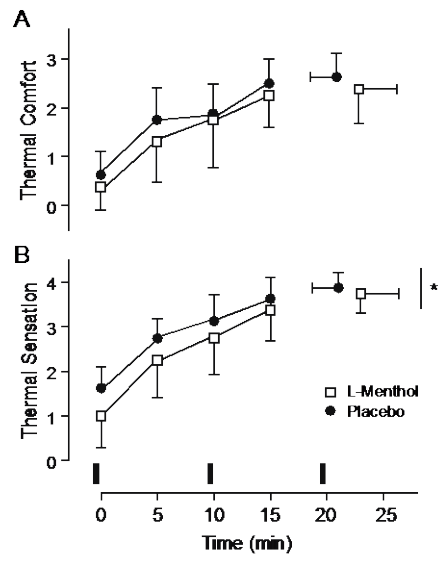 A
Thermal Comfort
3
2
1
0
B
Thermal Sensation
4
3
2
1
0
*
L-Menthol
Placebo
0 5 10 15 20 25
Time (min)